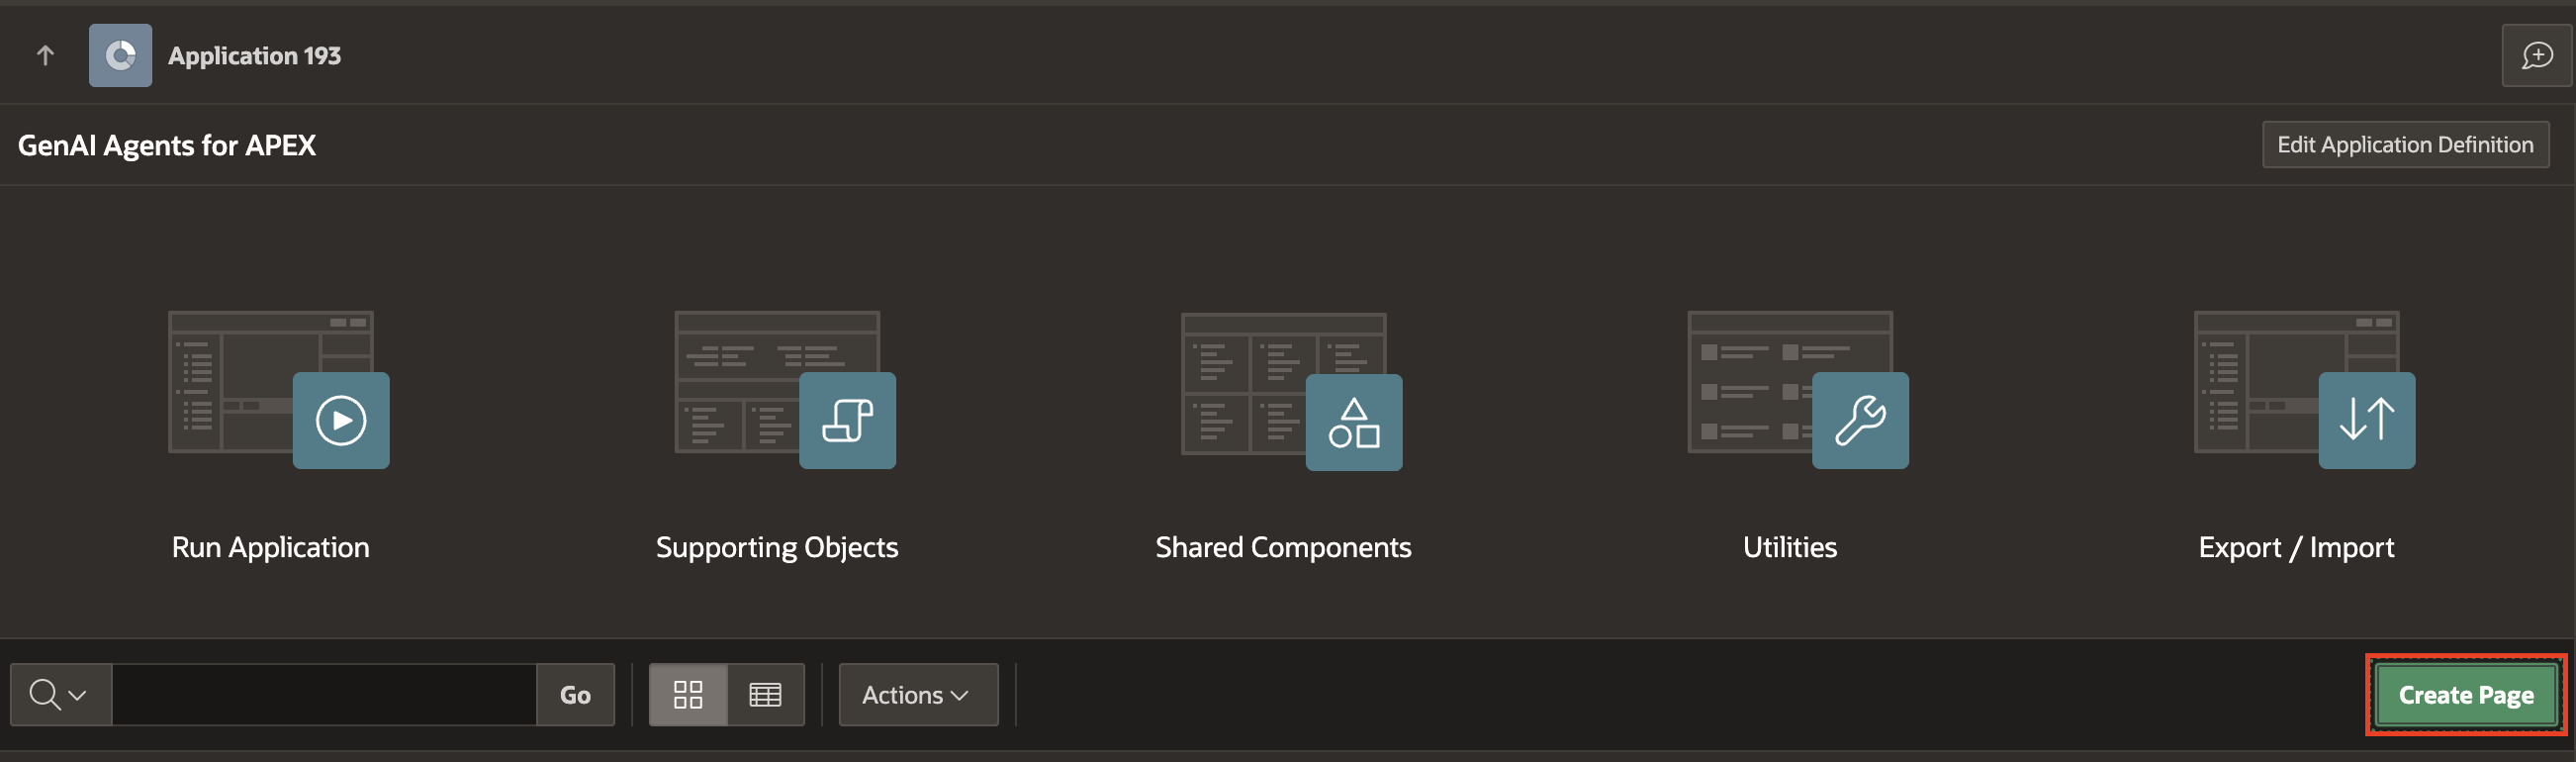 Application 193
GenAI Agents for APEX
Edit Application Definition
Run Application
Supporting Objects
Shared Components
Utilities
Export / Import
Go
Actions
Create Page